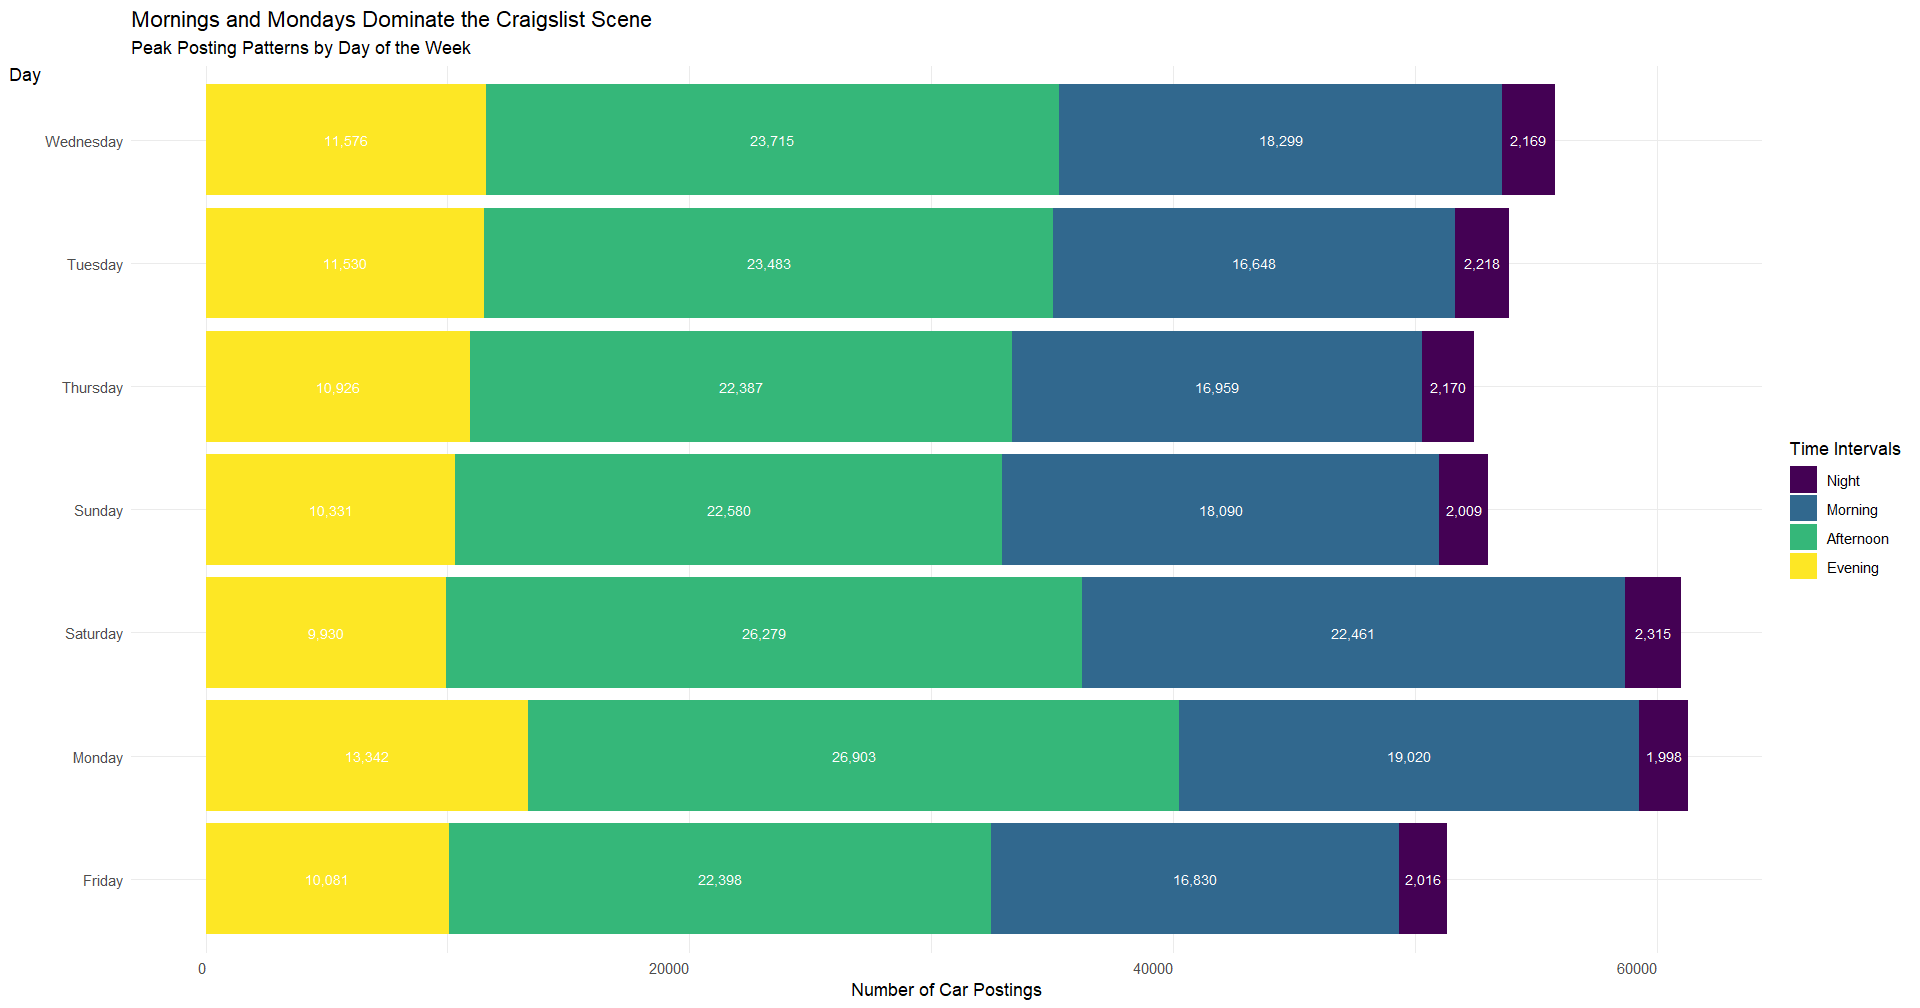 Mornings and Mondays Dominate the Craigslist Scene
Peak Posting Patterns by Day of the Week
Day
Wednesday 11,576 23,715 18,299 2,169
Tuesday 11,530 23,483 16,648 2,218
Thursday 10,926 22,387 16,959 2,170
Sunday 10,331 22,580 18,090 2,009
Saturday 9,930 26,279 22,461 2,315
Monday 13,342 26,903 19,020 1,998
Friday 10,081 22,398 16,830 2,016
0 20000 40000 60000
Number of Car Postings
Time Intervals
Night
Morning
Afternoon
Evening